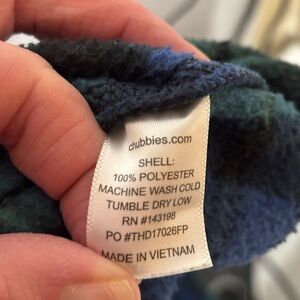 chubbies.com
SHELL:
100% POLYESTER
MACHINE WASH COLD
TUMBLE DRY LOW
RN #143198
PO #THD17026FP
MADE IN VIETNAM